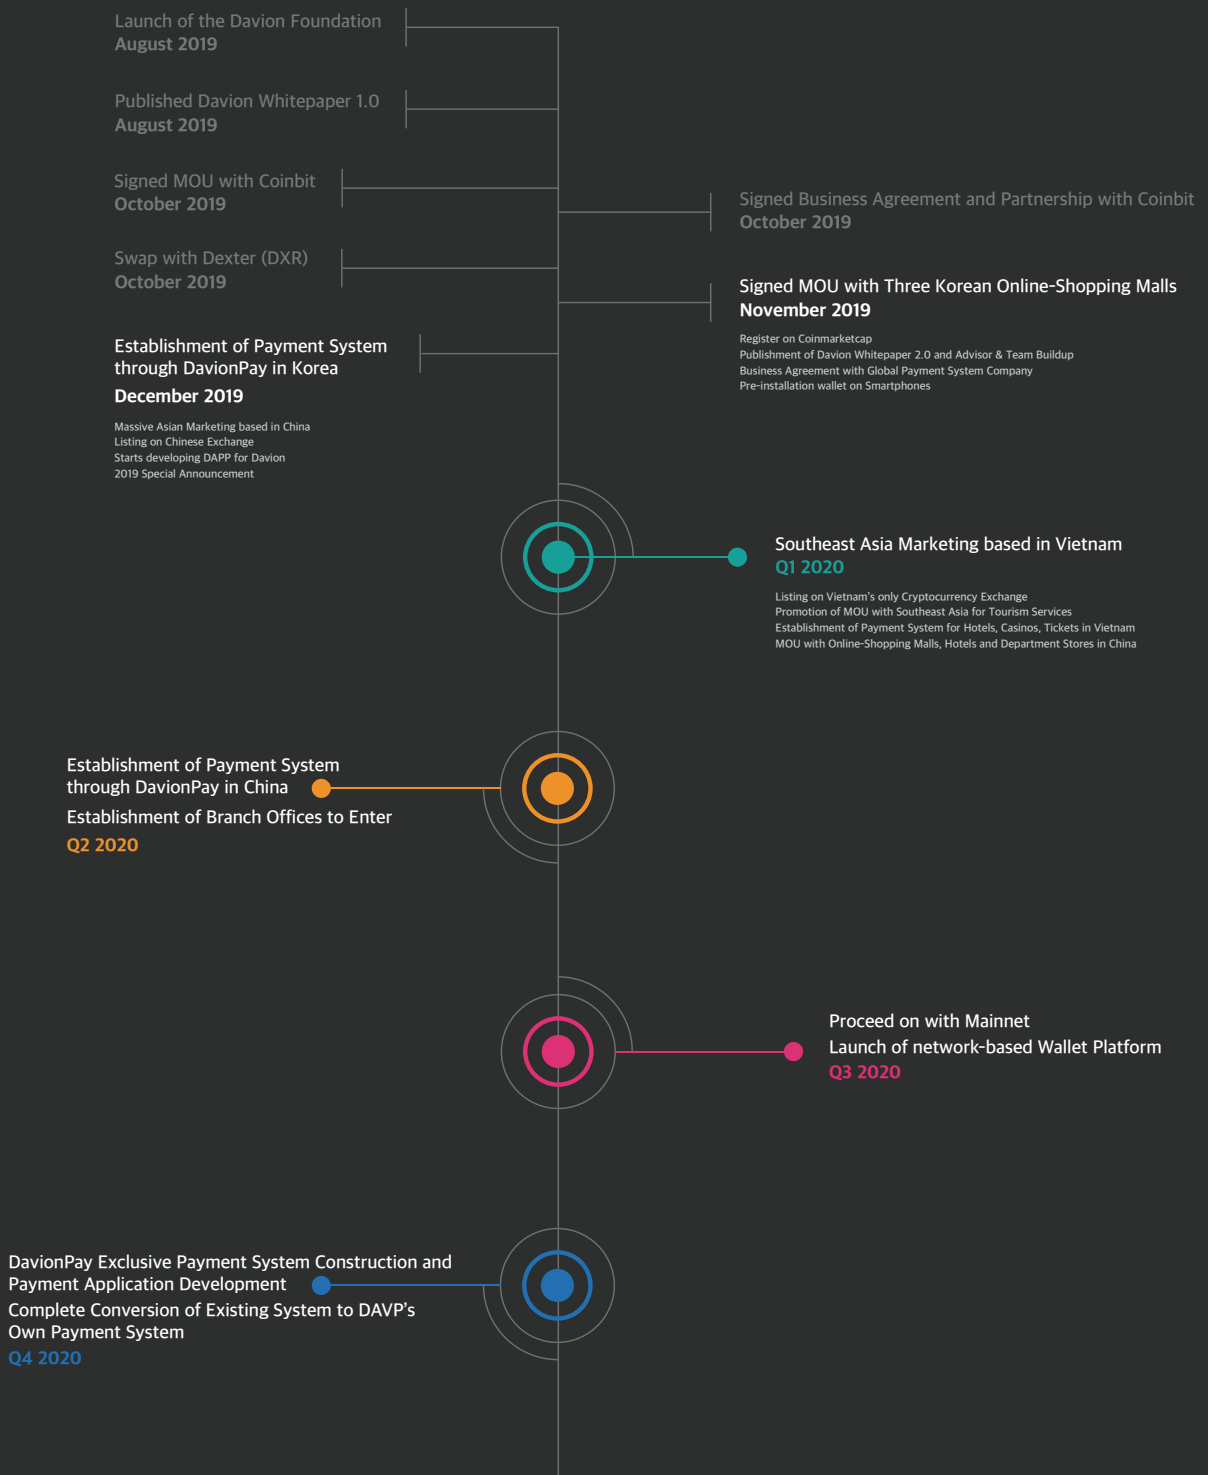 Launch of the Davion Foundation
August 2019
Published Davion Whitepaper 1.0
August 2019
Signed MOU with Coinbit
October 2019
Signed Business Agreement and Partnership with Coinbit
October 2019
Swap with Dexter (DXR)
October 2019
Signed MOU with Three Korean Online-Shopping Malls
November 2019
Register on Coinmarketcap
Publishment of Davion Whitepaper 2.0 and Advisor & Team Buildup
Business Agreement with Global Payment System Company
Pre-installation wallet on Smartphones
Establishment of Payment System
through DavionPay in Korea
December 2019
Massive Asian Marketing based in China
Listing on Chinese Exchange
Starts developing DAPP for Davion
2019 Special Announcement
Southeast Asia Marketing based in Vietnam
Q1 2020
Listing on Vietnam's only Cryptocurrency Exchange
Promotion of MOU with Southeast Asia for Tourism Services
Establishment of Payment System for Hotels, Casinos, Tickets in Vietnam
MOU with Online-Shopping Malls, Hotels and Department Stores in China
Establishment of Payment System
through DavionPay in China
Establishment of Branch Offices to Enter
Q2 2020
Proceed on with Mainnet
Launch of network-based Wallet Platform
Q3 2020
DavionPay Exclusive Payment System Construction and
Payment Application Development
Complete Conversion of Existing System to DAVP's
Own Payment System
Q4 2020